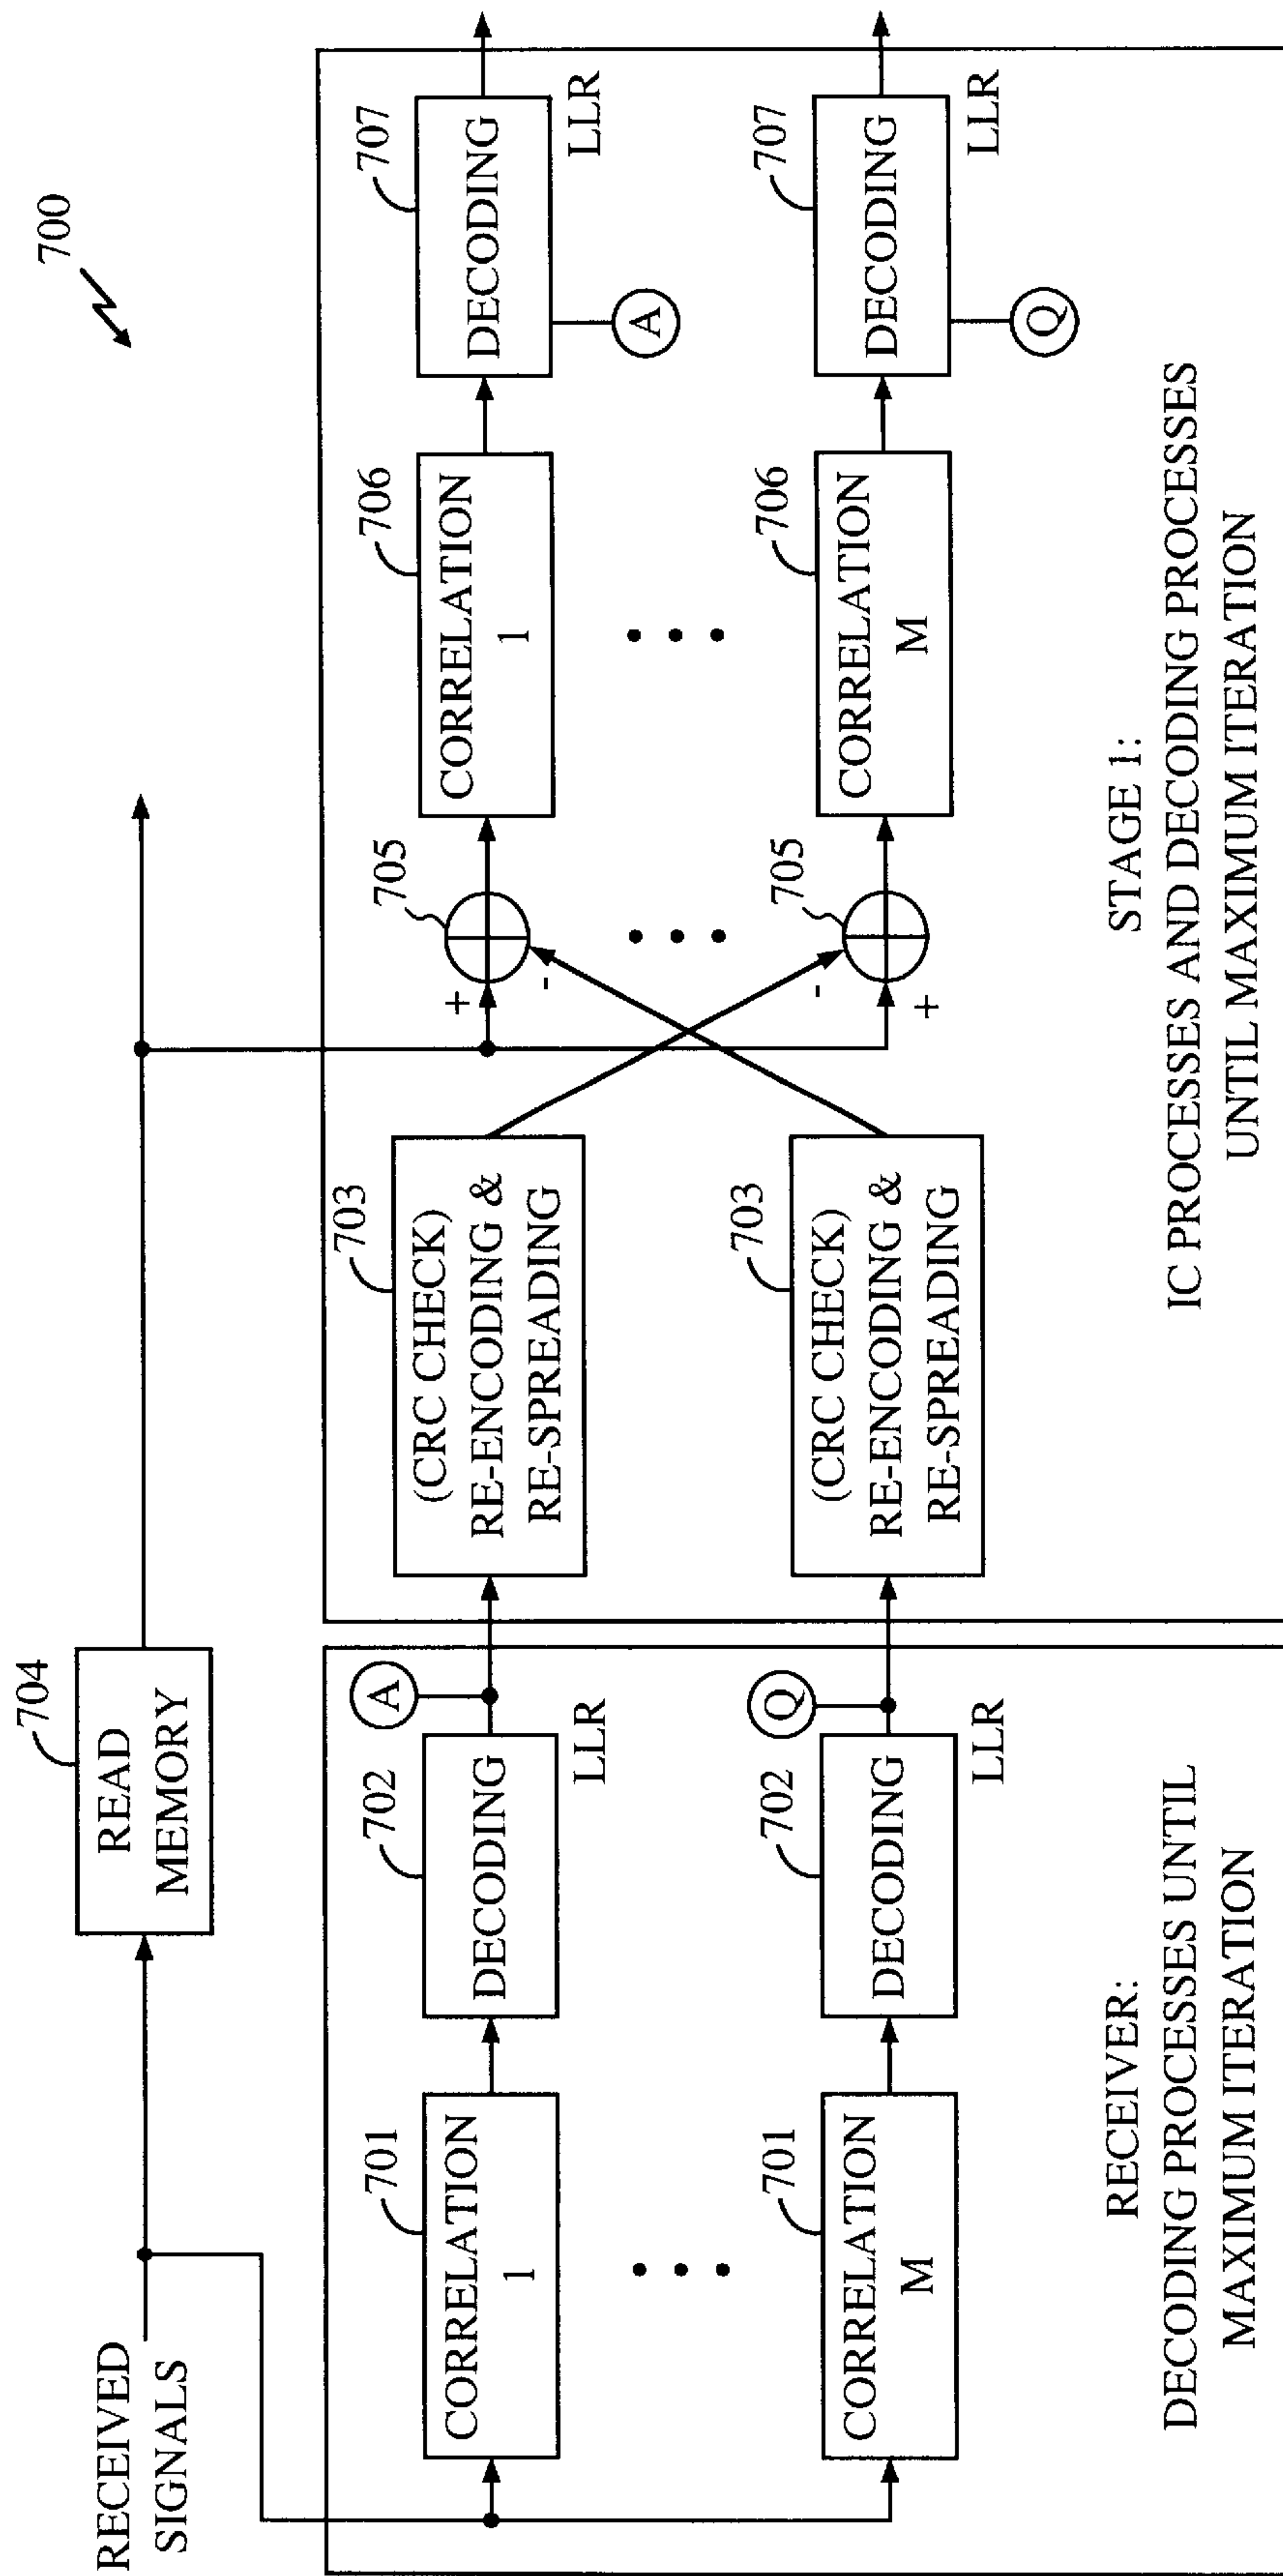 700
RECEIVED
SIGNALS
704
READ
MEMORY
701
CORRELATION
1
702
DECODING
LLR
A
703
(CRC CHECK)
RE-ENCODING &
RE-SPREADING
+
-
705
706
CORRELATION
1
707
DECODING
LLR
A
701
CORRELATION
M
702
DECODING
LLR
Q
703
(CRC CHECK)
RE-ENCODING &
RE-SPREADING
-
+
705
706
CORRELATION
M
707
DECODING
LLR
Q
RECEIVER:
DECODING PROCESSES UNTIL
MAXIMUM ITERATION
STAGE 1:
IC PROCESSES AND DECODING PROCESSES
UNTIL MAXIMUM ITERATION